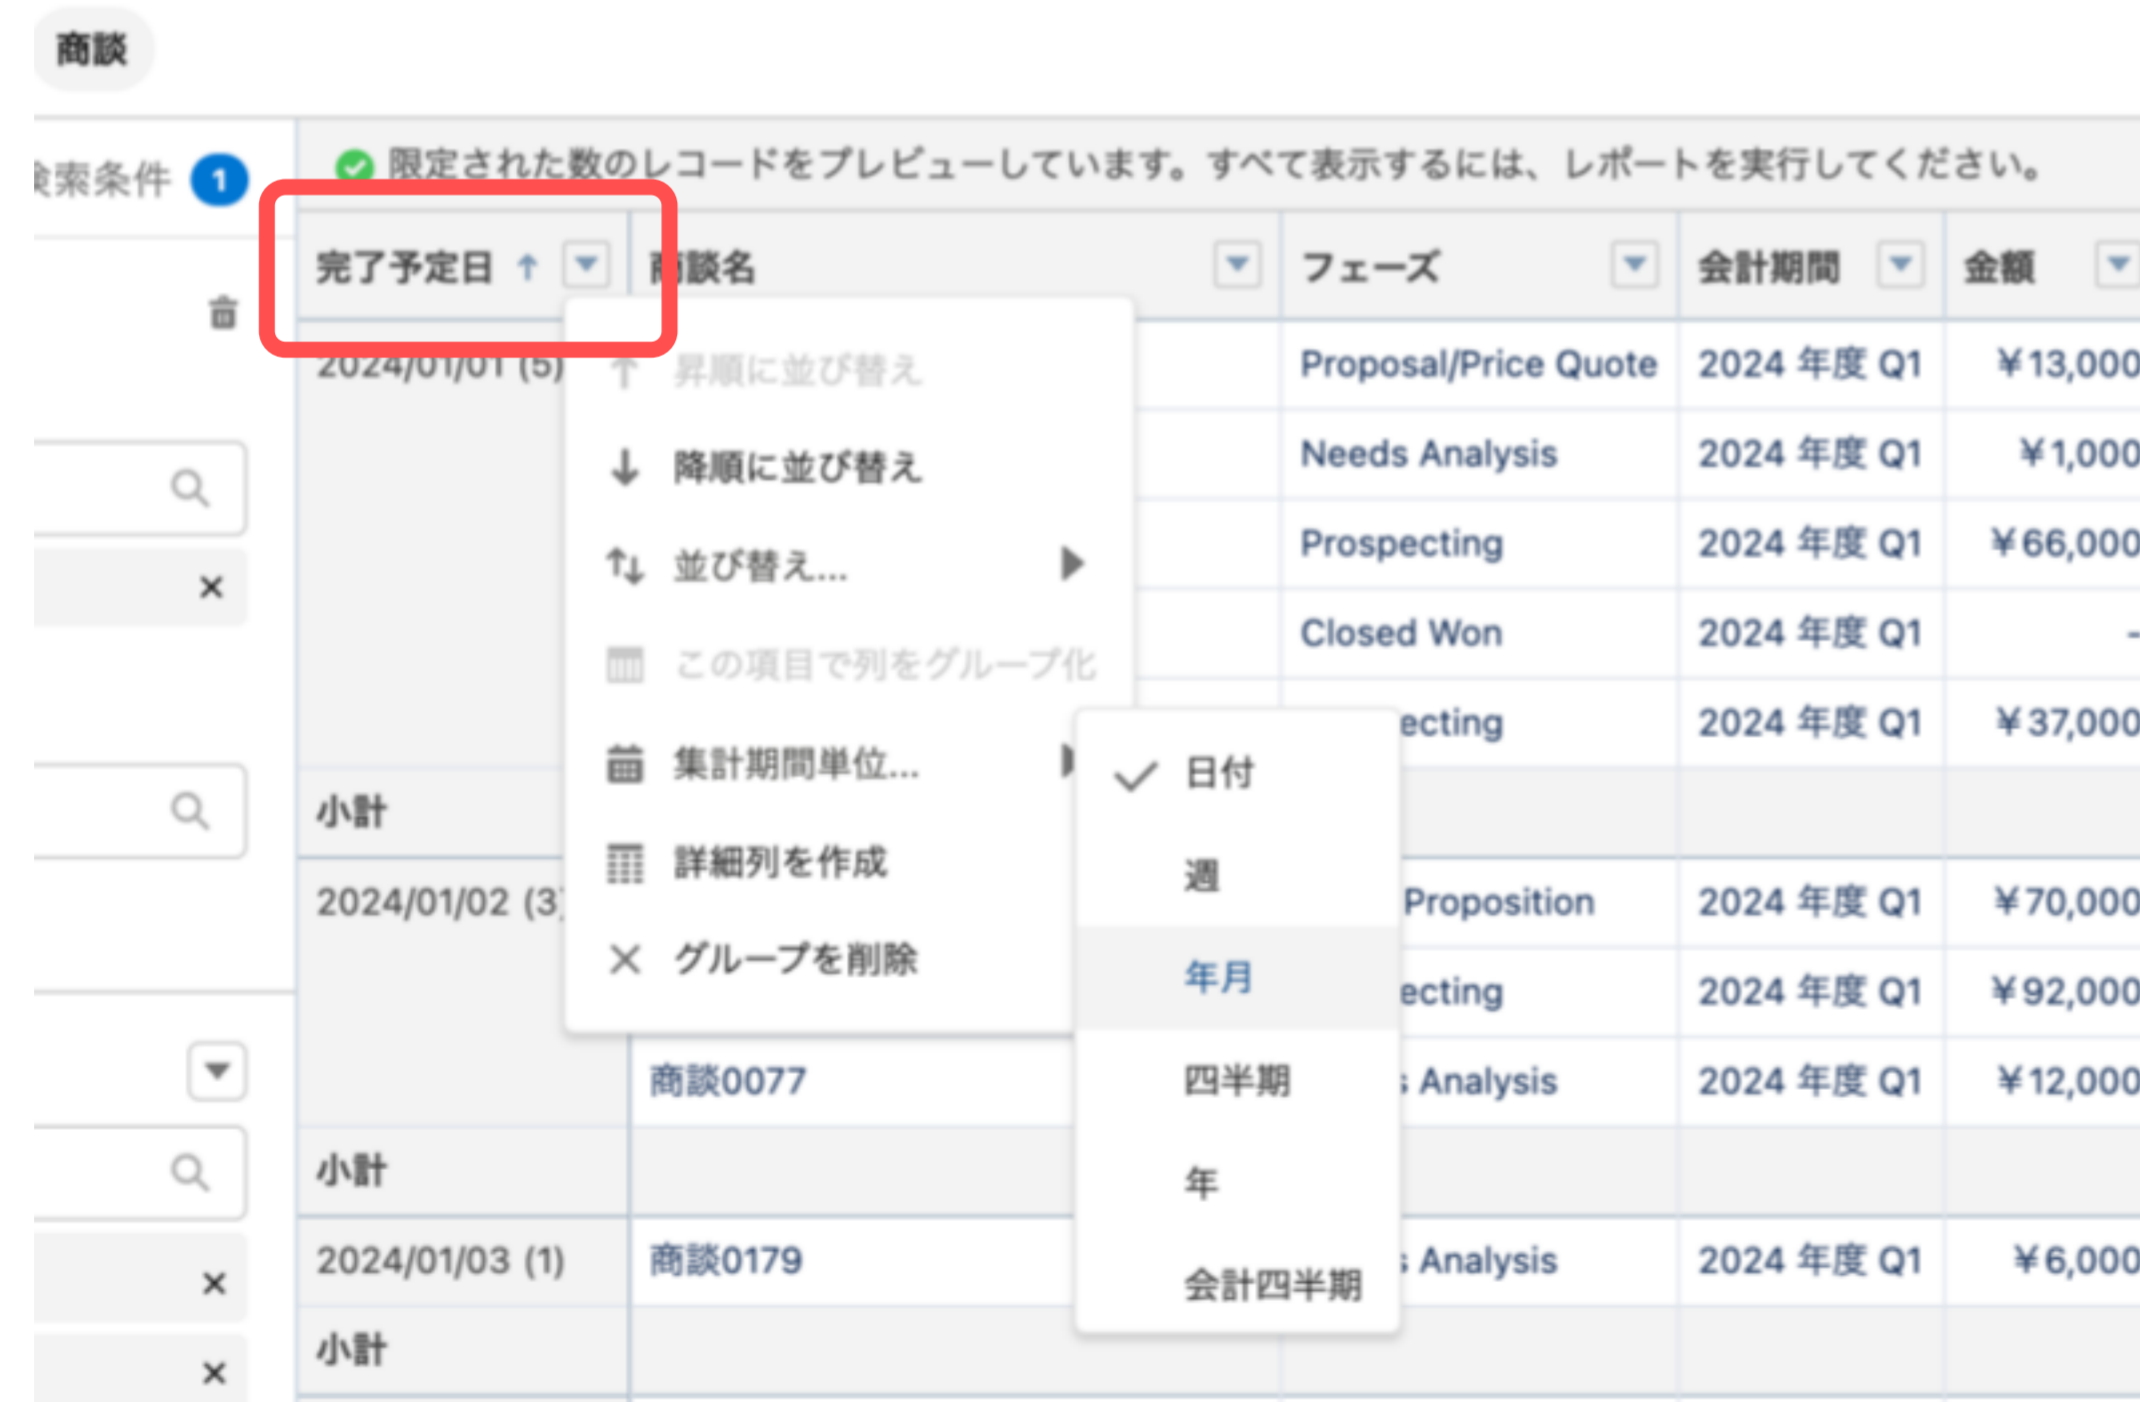 商談
検索条件 1
限定された数のレコードをプレビューしています。すべて表示するには、レポートを実行してください。
完了予定日 ↑ 商談名 フェーズ 会計期間 金額
2024/01/01 (5) Proposal/Price Quote 2024 年度 Q1 ¥13,000
Needs Analysis 2024 年度 Q1 ¥1,000
Prospecting 2024 年度 Q1 ¥66,000
Closed Won 2024 年度 Q1 -
ecting 2024 年度 Q1 ¥37,000
小計
2024/01/02 (3) Proposition 2024 年度 Q1 ¥70,000
ecting 2024 年度 Q1 ¥92,000
商談0077 s Analysis 2024 年度 Q1 ¥12,000
小計
2024/01/03 (1) 商談0179 s Analysis 2024 年度 Q1 ¥6,000
小計
昇順に並び替え
降順に並び替え
並び替え...
この項目で列をグループ化
集計期間単位...
詳細列を作成
グループを削除
日付
週
年月
四半期
年
会計四半期